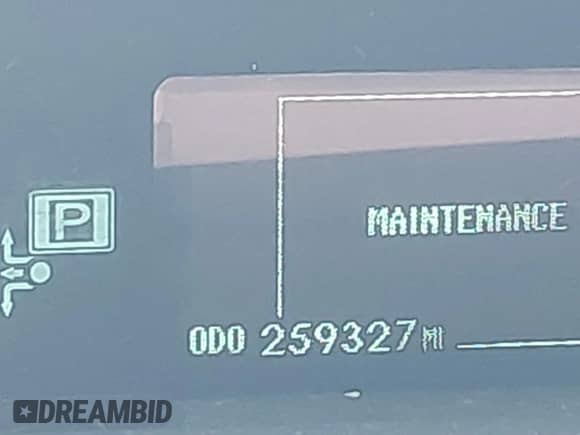 P
MAINTENANCE
ODO 259327 MI
DREAMBID